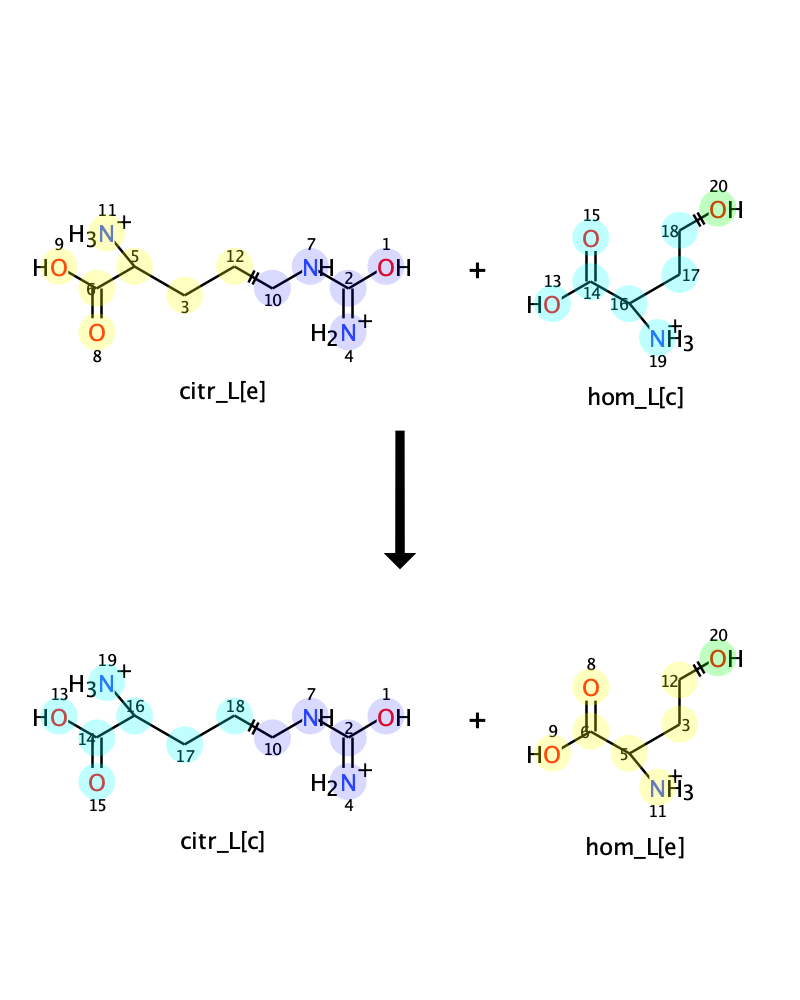 20
11 15 OH
H3N + 18
9 5 12 7 1 O
HO NH OH + 13 17
6 3 10 2 14 16
O H2N + HO + NH3
8 4 19
citr_L[e] hom_L[c]
20
19 8 OH
H3N + 12
13 16 18 7 1 O
HO NH OH + 9 3
14 17 10 2 6 5
O H2N + HO + NH3
15 4 11
citr_L[c] hom_L[e]